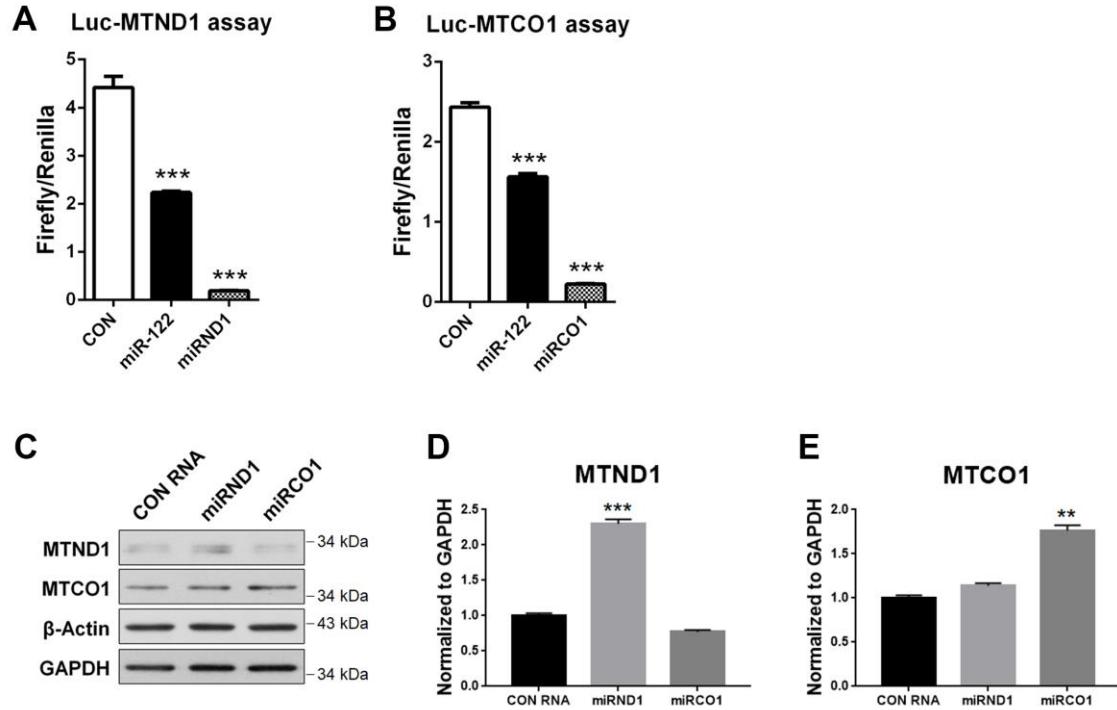 A
Luc-MTND1 assay
Firefly/Renilla
5
4
3
2
1
0
***
***
CON
miR-122
miRND1
B
Luc-MTCO1 assay
Firefly/Renilla
3
2
1
0
***
***
CON
miR-122
miRCO1
C
CON RNA
miRND1
miRCO1
MTND1
34 kDa
MTCO1
34 kDa
β-Actin
43 kDa
GAPDH
34 kDa
D
MTND1
Normalized to GAPDH
2.5
2.0
1.5
1.0
0.5
0.0
***
CON RNA
miRND1
miRCO1
E
MTCO1
Normalized to GAPDH
2.0
1.5
1.0
0.5
0.0
**
CON RNA
miRND1
miRCO1